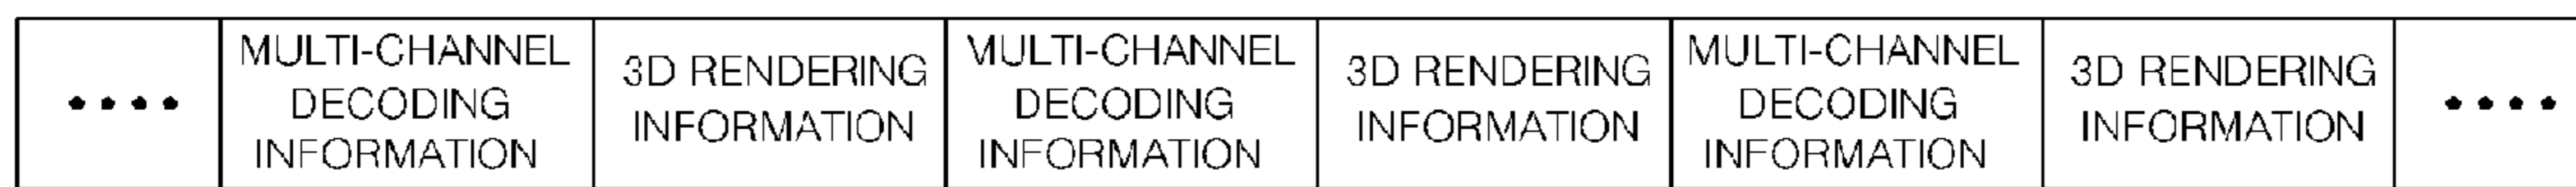 ••••
MULTI-CHANNEL
DECODING
INFORMATION
3D RENDERING
INFORMATION
MULTI-CHANNEL
DECODING
INFORMATION
3D RENDERING
INFORMATION
MULTI-CHANNEL
DECODING
INFORMATION
3D RENDERING
INFORMATION
••••